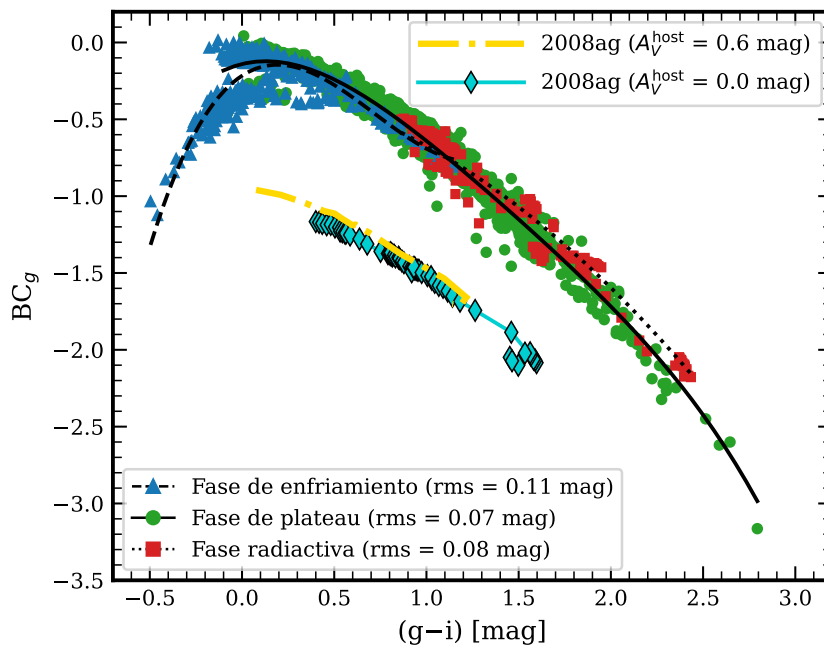 2008ag (A_V^host = 0.6 mag)
2008ag (A_V^host = 0.0 mag)
0.0
−0.5
−1.0
−1.5
−2.0
−2.5
−3.0
−3.5
BC_g
Fase de enfriamiento (rms = 0.11 mag)
Fase de plateau (rms = 0.07 mag)
Fase radiactiva (rms = 0.08 mag)
−0.5 0.0 0.5 1.0 1.5 2.0 2.5 3.0
(g−i) [mag]